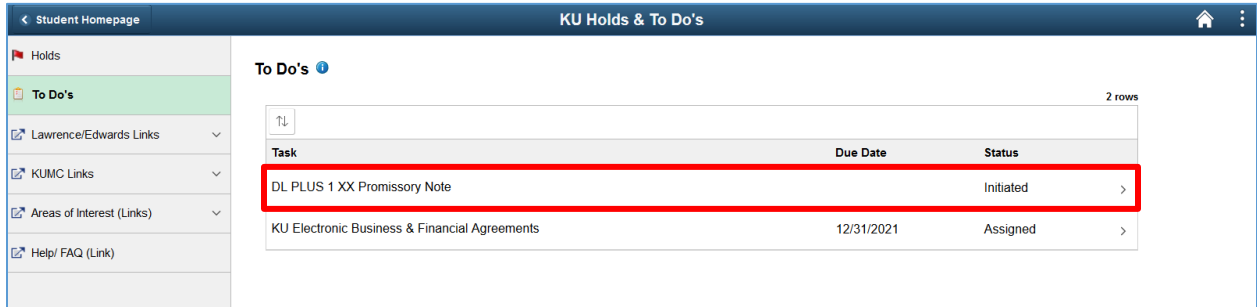 Student Homepage
KU Holds & To Do's
Holds
To Do's
Lawrence/Edwards Links
KUMC Links
Areas of Interest (Links)
Help/ FAQ (Link)
To Do's
2 rows
Task Due Date Status
DL PLUS 1 XX Promissory Note Initiated
KU Electronic Business & Financial Agreements 12/31/2021 Assigned